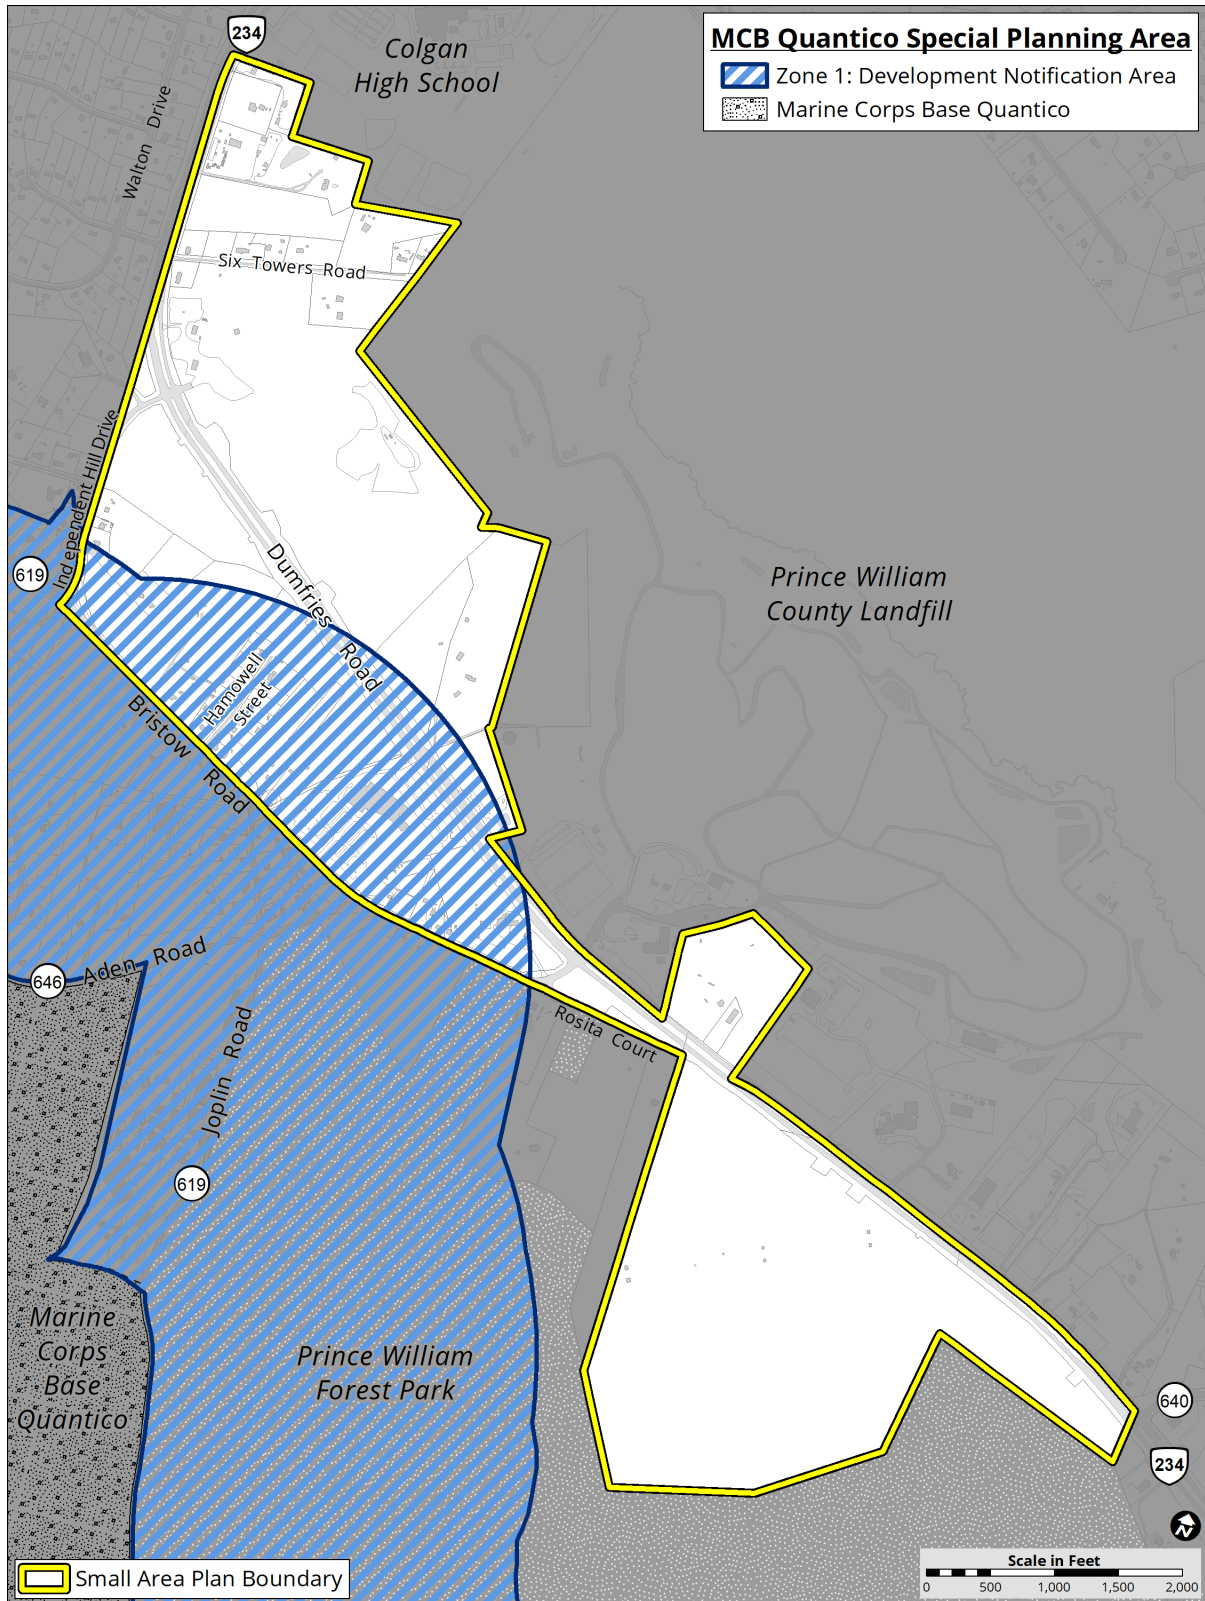 234
Colgan
High School
MCB Quantico Special Planning Area
Zone 1: Development Notification Area
Marine Corps Base Quantico
Walton Drive
Six Towers Road
Independent Hill Drive
619
Dumfries Road
Prince William
County Landfill
Hamowell
Street
Bristow Road
Aden Road
646
Rosita Court
Joplin Road
619
Marine
Corps
Base
Quantico
Prince William
Forest Park
640
234
N
Small Area Plan Boundary
Scale in Feet
0 500 1,000 1,500 2,000